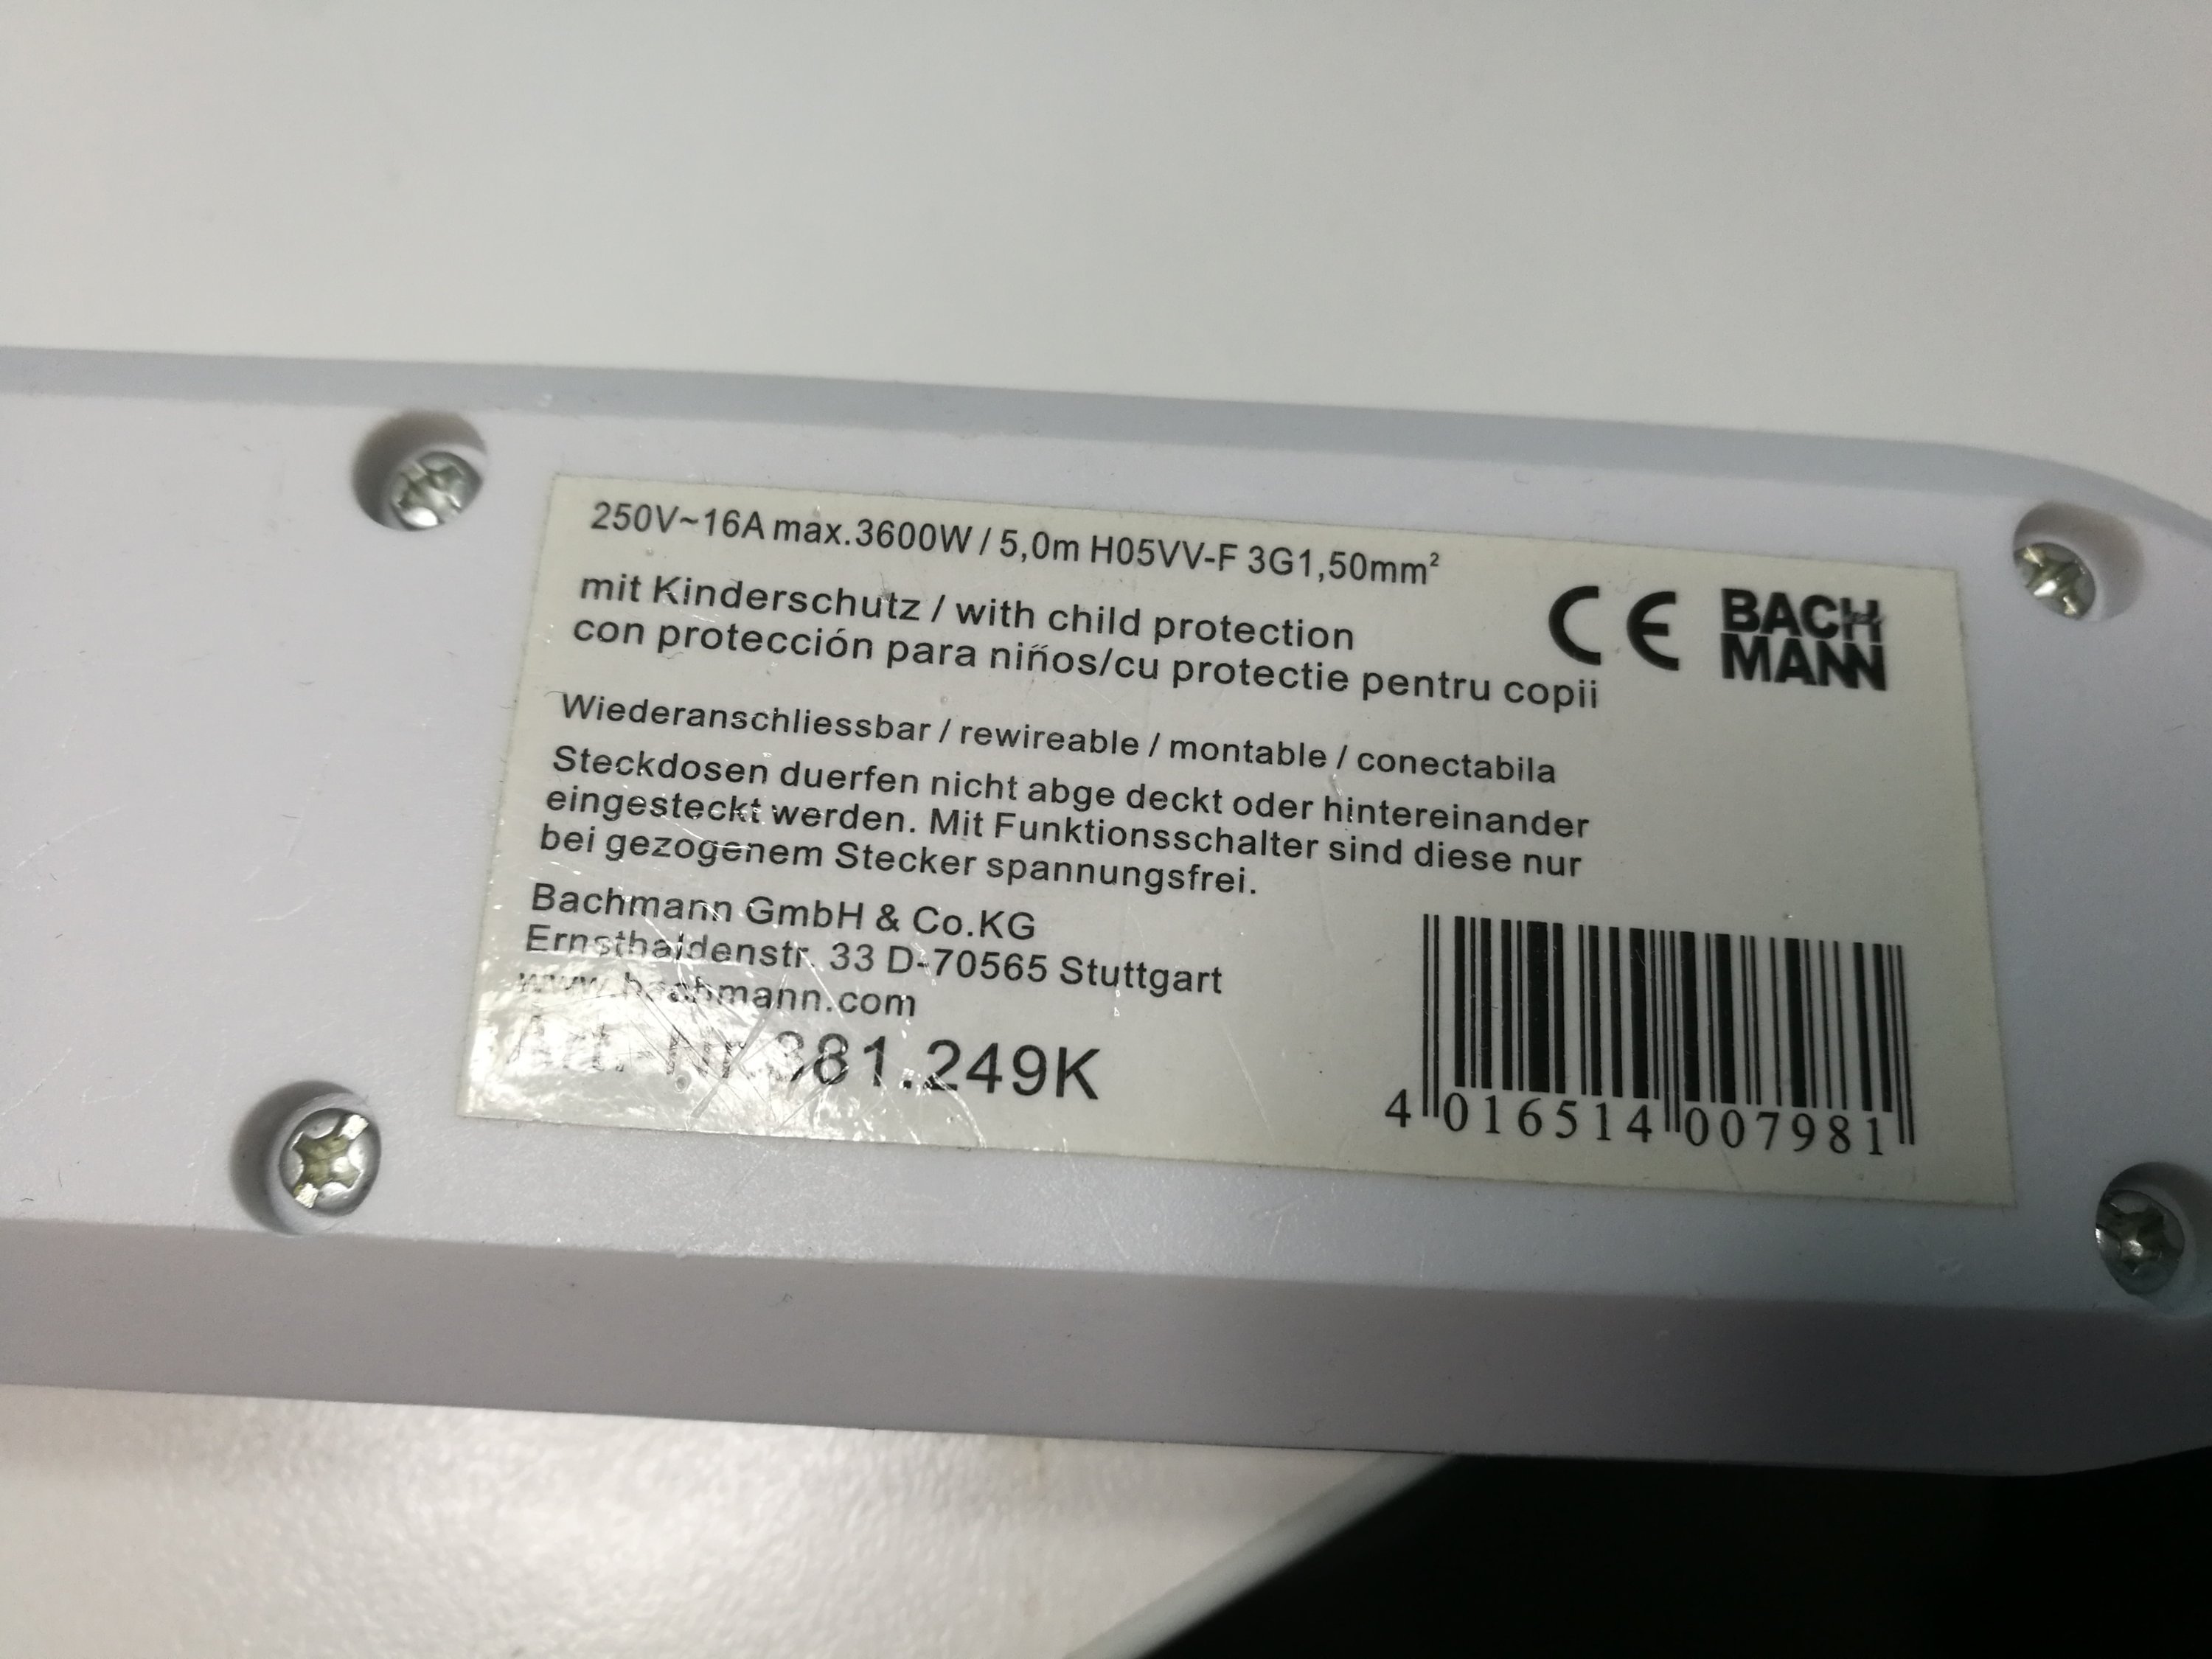 250V~16A max.3600W / 5,0m H05VV-F 3G1,50mm²
mit Kinderschutz / with child protection
con protección para niños/cu protectie pentru copii
CE
BACH
MANN
Wiederanschliessbar / rewireable / montable / conectabila
Steckdosen duerfen nicht abge deckt oder hintereinander
eingesteckt werden. Mit Funktionsschalter sind diese nur
bei gezogenem Stecker spannungsfrei.
Bachmann GmbH & Co.KG
Ernsthaldenstr. 33 D-70565 Stuttgart
www.bachmann.com
Art.-Nr.381.249K
4 016514 007981